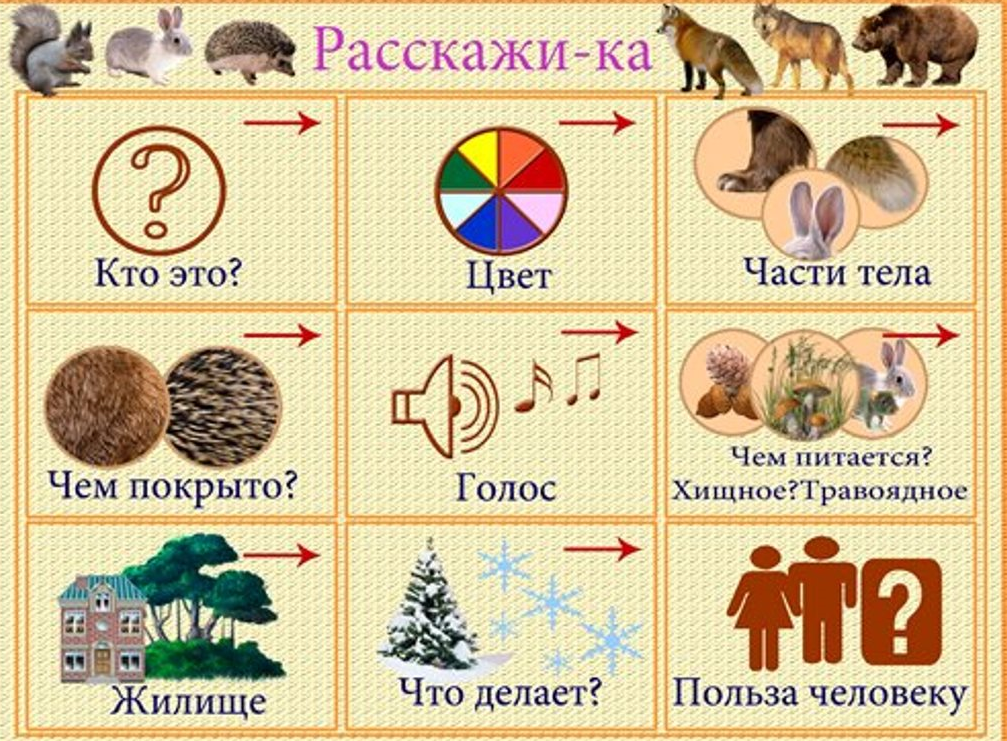 Расскажи-ка
Кто это?
Цвет
Части тела
Чем покрыто?
Голос
Чем питается?
Хищное?Травоядное
Жилище
Что делает?
Польза человеку